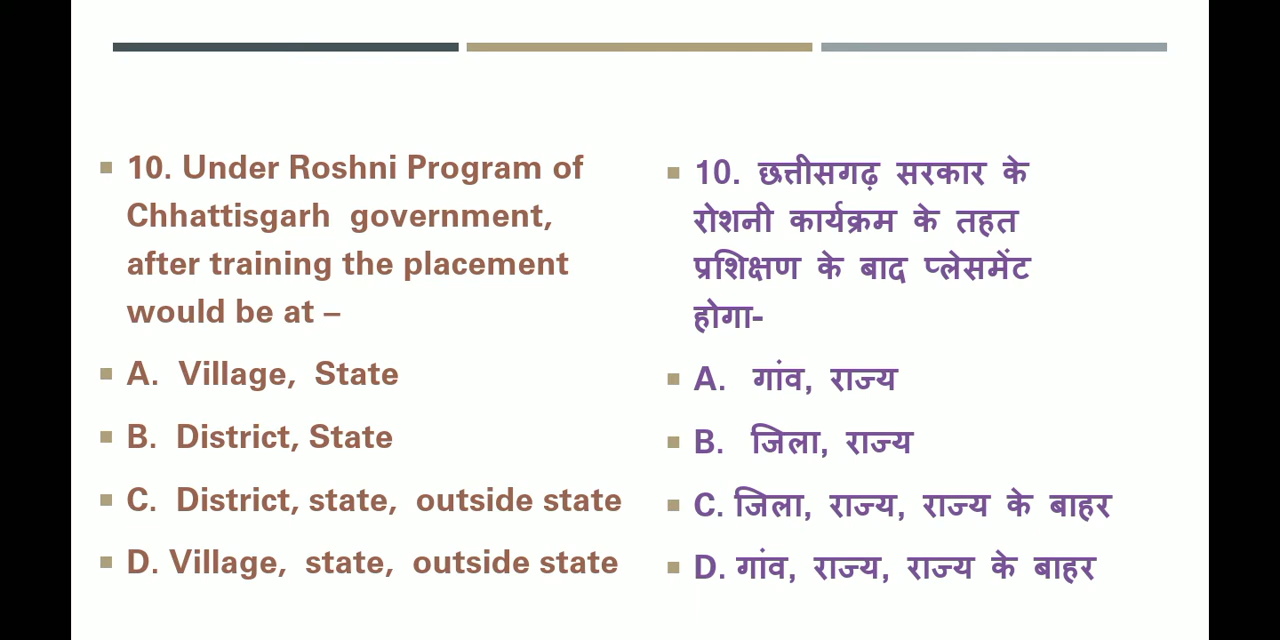 10. Under Roshni Program of
Chhattisgarh government,
after training the placement
would be at –
A. Village, State
B. District, State
C. District, state, outside state
D. Village, state, outside state
10. छत्तीसगढ़ सरकार के
रोशनी कार्यक्रम के तहत
प्रशिक्षण के बाद प्लेसमेंट
होगा-
A. गांव, राज्य
B. जिला, राज्य
C. जिला, राज्य, राज्य के बाहर
D. गांव, राज्य, राज्य के बाहर